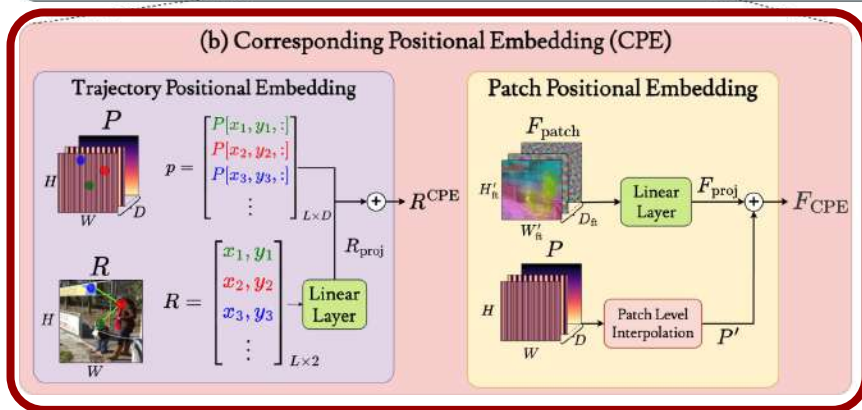 (b) Corresponding Positional Embedding (CPE)
Trajectory Positional Embedding
P
H
W
D
p =
P[x₁, y₁, :]
P[x₂, y₂, :]
P[x₃, y₃, :]
⋮
L×D
R_proj
+
R^CPE
R
H
W
R =
x₁, y₁
x₂, y₂
x₃, y₃
⋮
L×2
Linear
Layer
Patch Positional Embedding
F_patch
H'_ft
W'_ft
D_ft
Linear
Layer
F_proj
+
F_CPE
P
H
W
D
Patch Level
Interpolation
P'